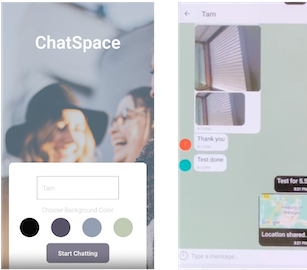 ChatSpace
Tam
Choose Background Color
Start Chatting
Tam
Thank you
Test done
Test for 5.5
Location shared.
Type a message...